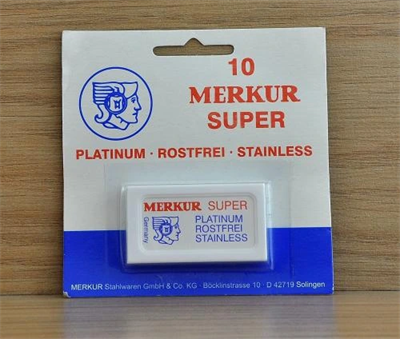 10
MERKUR
SUPER
PLATINUM · ROSTFREI · STAINLESS
MERKUR SUPER
PLATINUM
ROSTFREI
STAINLESS
Germany
MERKUR Stahlwaren GmbH & Co. KG · Böcklinstrasse 10 · D 42719 Solingen